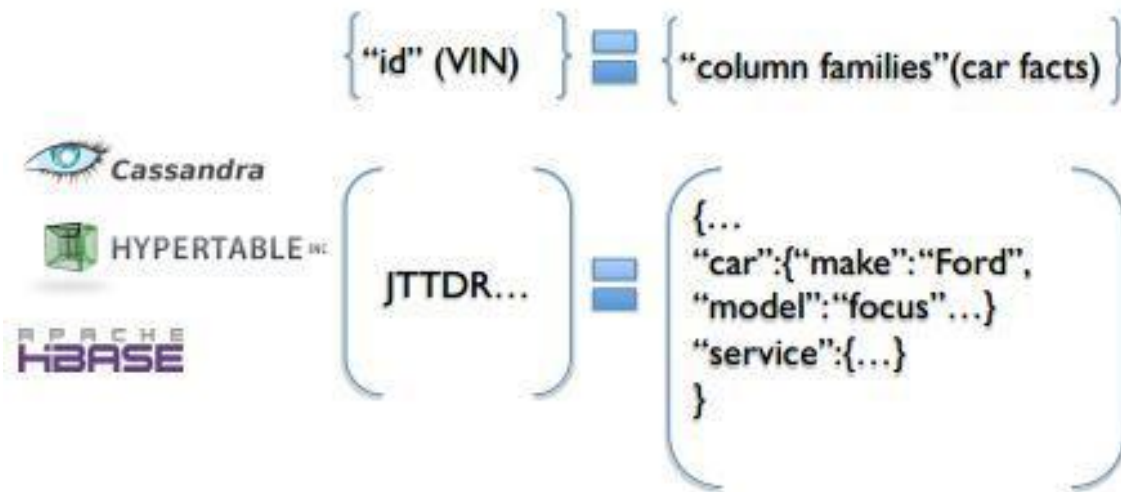 “id” (VIN)
“column families”(car facts)
Cassandra
HYPERTABLE INC
APACHE
HBASE
JTTDR…
{…
“car”:{“make”:“Ford”,
“model”:“focus”…}
“service”:{…}
}